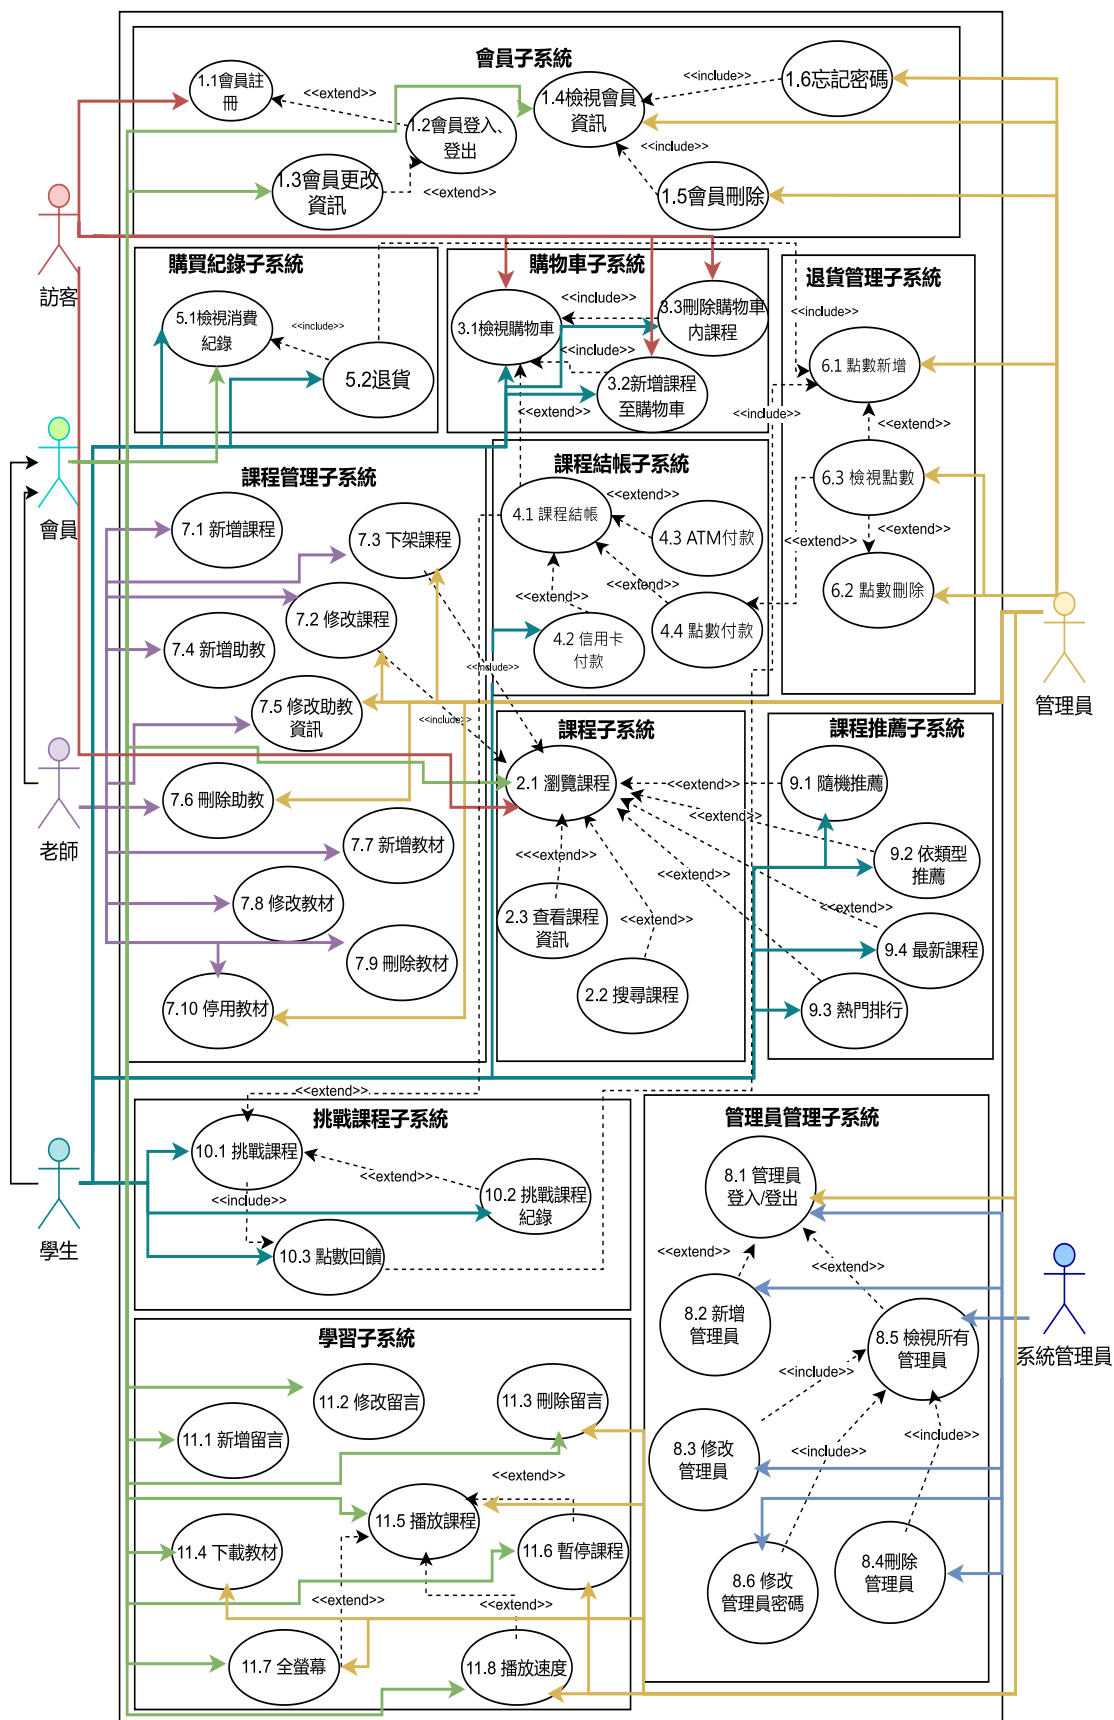 會員子系統
1.1會員註
冊
<<extend>>
1.2會員登入、
登出
1.3會員更改
資訊
<<extend>>
1.4檢視會員
資訊
<<include>>
1.6忘記密碼
<<include>>
1.5會員刪除
訪客
購買紀錄子系統
5.1檢視消費
紀錄
<<include>>
5.2退貨
購物車子系統
<<include>>
3.1檢視購物車
3.3刪除購物車
內課程
<<include>>
3.2新增課程
至購物車
<<extend>>
退貨管理子系統
6.1 點數新增
<<include>>
<<extend>>
6.3 檢視點數
<<extend>>
<<extend>>
6.2 點數刪除
會員
課程管理子系統
7.1 新增課程
7.3 下架課程
7.2 修改課程
7.4 新增助教
7.5 修改助教
資訊
<<include>>
<<include>>
7.6 刪除助教
7.7 新增教材
7.8 修改教材
7.9 刪除教材
7.10 停用教材
課程結帳子系統
<<extend>>
4.1 課程結帳
4.3 ATM付款
<<extend>>
<<extend>>
4.2 信用卡
付款
4.4 點數付款
管理員
老師
課程子系統
2.1 瀏覽課程
<<<extend>>
2.3 查看課程
資訊
<<extend>>
2.2 搜尋課程
課程推薦子系統
<<extend>>
9.1 隨機推薦
<<extend>>
9.2 依類型
推薦
<<extend>>
9.4 最新課程
9.3 熱門排行
<<extend>>
挑戰課程子系統
10.1 挑戰課程
<<extend>>
<<include>>
10.2 挑戰課程
紀錄
10.3 點數回饋
學生
管理員管理子系統
8.1 管理員
登入/登出
<<extend>>
<<extend>>
8.2 新增
管理員
8.5 檢視所有
管理員
<<include>>
8.3 修改
管理員
<<include>>
<<include>>
8.6 修改
管理員密碼
8.4刪除
管理員
系統管理員
學習子系統
11.2 修改留言
11.3 刪除留言
11.1 新增留言
<<extend>>
11.5 播放課程
11.4 下載教材
11.6 暫停課程
<<extend>>
<<extend>>
11.7 全螢幕
11.8 播放速度